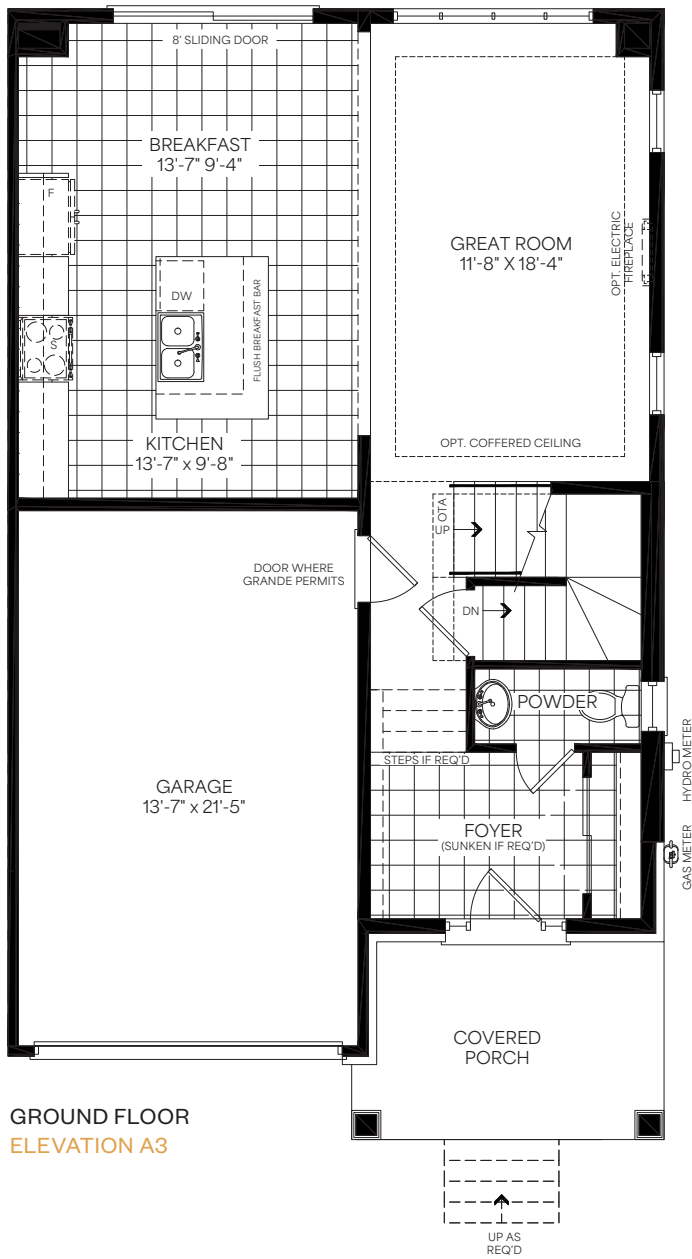 8' SLIDING DOOR
BREAKFAST
13'-7" 9'-4"
F
GREAT ROOM
11'-8" X 18'-4"
OPT. ELECTRIC
FIREPLACE
DW
FLUSH BREAKFAST BAR
S
KITCHEN
13'-7" x 9'-8"
OPT. COFFERED CEILING
OTA
UP
DOOR WHERE
GRANDE PERMITS
DN
POWDER
STEPS IF REQ'D
HYDRO METER
GARAGE
13'-7" x 21'-5"
FOYER
(SUNKEN IF REQ'D)
GAS METER
COVERED
PORCH
GROUND FLOOR
ELEVATION A3
UP AS
REQ'D